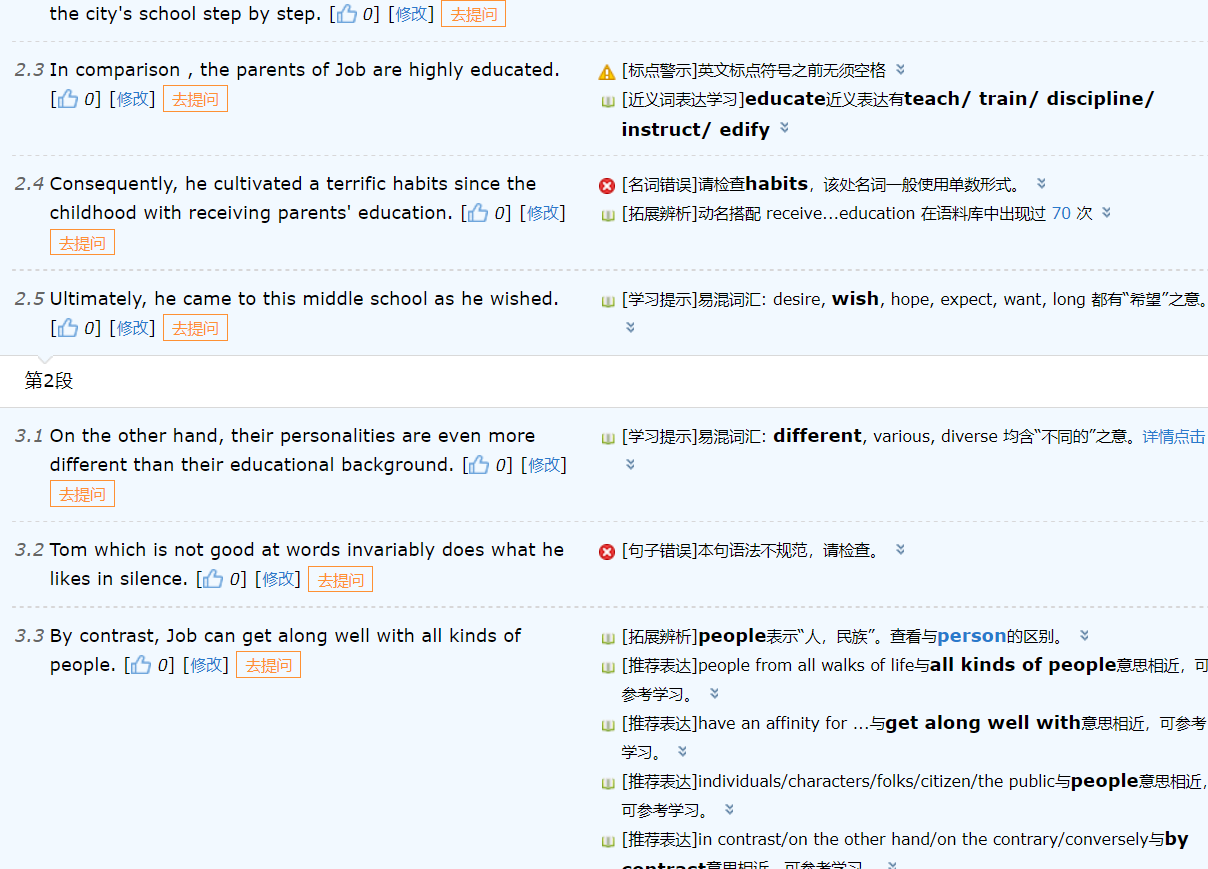 the city's school step by step. [0] [修改] 去提问
2.3 In comparison , the parents of Job are highly educated.
[0] [修改] 去提问
[标点警示]英文标点符号之前无须空格
[近义词表达学习]educate近义表达有teach/ train/ discipline/
instruct/ edify
2.4 Consequently, he cultivated a terrific habits since the
childhood with receiving parents' education. [0] [修改]
去提问
[名词错误]请检查habits，该处名词一般使用单数形式。
[拓展辨析]动名搭配 receive...education 在语料库中出现过 70 次
2.5 Ultimately, he came to this middle school as he wished.
[0] [修改] 去提问
[学习提示]易混词汇: desire, wish, hope, expect, want, long 都有“希望”之意。
第2段
3.1 On the other hand, their personalities are even more
different than their educational background. [0] [修改]
去提问
[学习提示]易混词汇: different, various, diverse 均含“不同的”之意。详情点击
3.2 Tom which is not good at words invariably does what he
likes in silence. [0] [修改] 去提问
[句子错误]本句语法不规范，请检查。
3.3 By contrast, Job can get along well with all kinds of
people. [0] [修改] 去提问
[拓展辨析]people表示“人，民族”。查看与person的区别。
[推荐表达]people from all walks of life与all kinds of people意思相近，可
参考学习。
[推荐表达]have an affinity for ...与get along well with意思相近，可参考
学习。
[推荐表达]individuals/characters/folks/citizen/the public与people意思相近，
可参考学习。
[推荐表达]in contrast/on the other hand/on the contrary/conversely与by
contrast意思相近，可参考学习。